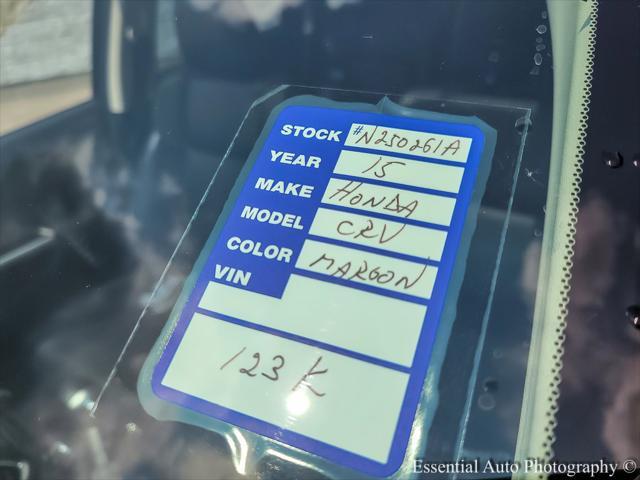 STOCK # N250261A
YEAR 15
MAKE HONDA
MODEL CRV
COLOR MAROON
VIN
123 K
Essential Auto Photography ©